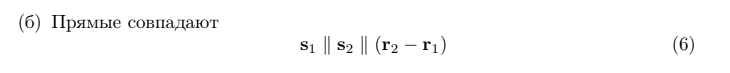 (б) Прямые совпадают
s₁ ∥ s₂ ∥ (r₂ − r₁) (6)